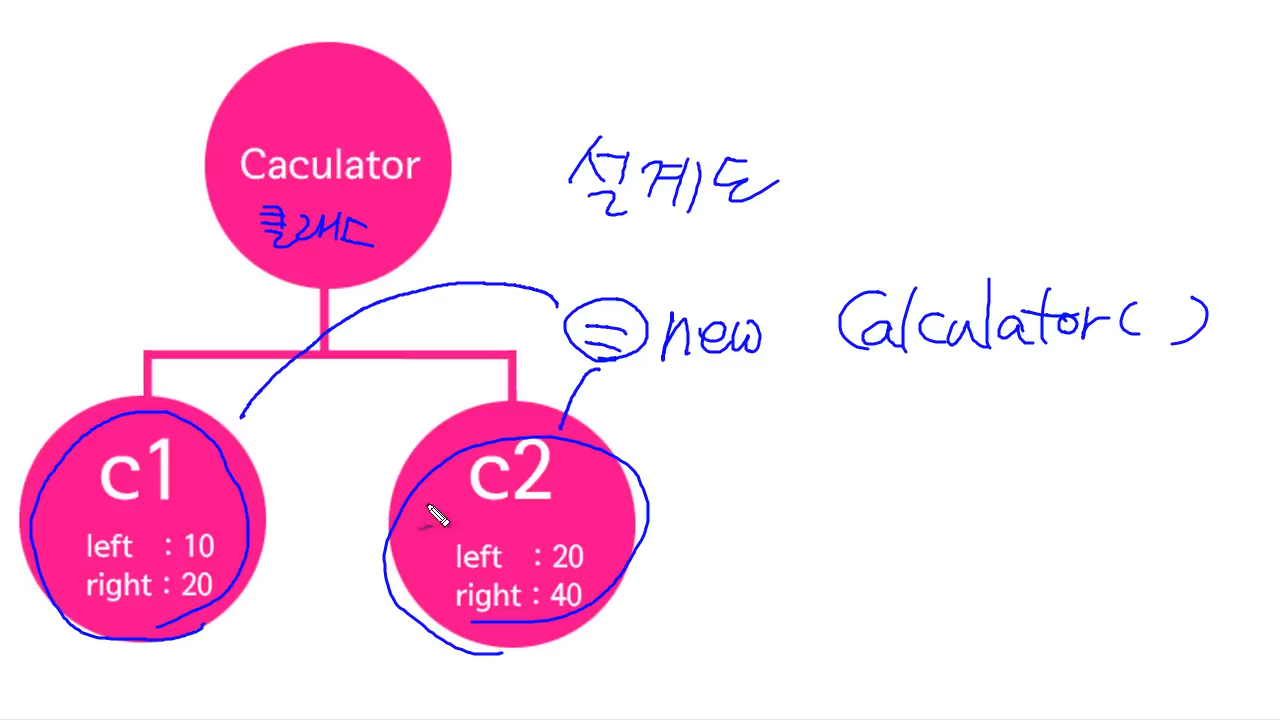 Caculator
클래스
설계도
= new Calculator( )
c1
left : 10
right : 20
c2
left : 20
right : 40